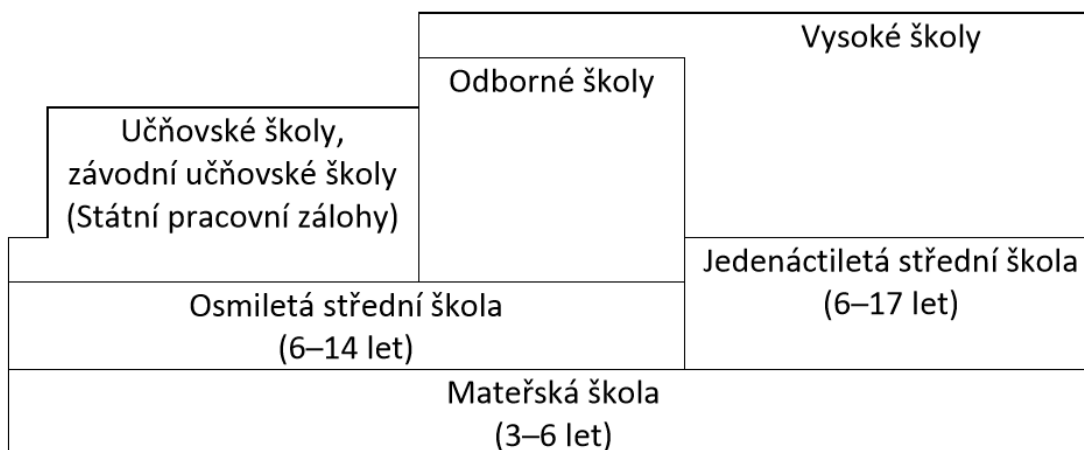 Vysoké školy
Odborné školy
Učňovské školy,
závodní učňovské školy
(Státní pracovní zálohy)
Jedenáctiletá střední škola
(6–17 let)
Osmiletá střední škola
(6–14 let)
Mateřská škola
(3–6 let)